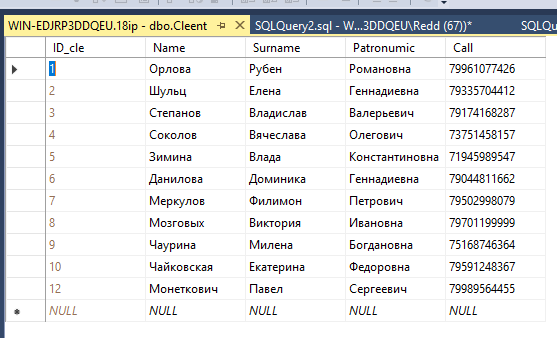 WIN-EDJRP3DDQEU.18ip - dbo.Cleent SQLQuery2.sql - W...3DDQEU\Redd (67))* SQLQu
ID_cle Name Surname Patronumic Call
1 Орлова Рубен Романовна 79961077426
2 Шульц Елена Геннадиевна 79335704412
3 Степанов Владислав Валерьевич 79174168287
4 Соколов Вячеслава Олегович 73751458157
5 Зимина Влада Константиновна 71945989547
6 Данилова Доминика Геннадиевна 79044811662
7 Меркулов Филимон Петрович 79502998079
8 Мозговых Виктория Ивановна 79701199999
9 Чаурина Милена Богдановна 75168746364
10 Чайковская Екатерина Федоровна 79591248367
12 Монеткович Павел Сергеевич 79989564455
NULL NULL NULL NULL NULL